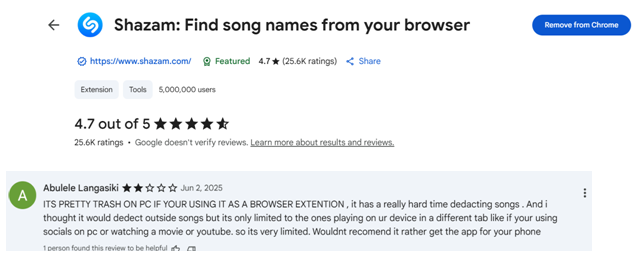 Shazam: Find song names from your browser
Remove from Chrome
https://www.shazam.com/ Featured 4.7★ (25.6K ratings) Share
Extension Tools 5,000,000 users
4.7 out of 5
25.6K ratings • Google doesn't verify reviews. Learn more about results and reviews.
A
Abulele Langasiki Jun 2, 2025
ITS PRETTY TRASH ON PC IF YOUR USING IT AS A BROWSER EXTENTION , it has a really hard time dedacting songs . And i
thought it would dedect outside songs but its only limited to the ones playing on ur device in a different tab like if your using
socials on pc or watching a movie or youtube. so its very limited. Wouldnt recomend it rather get the app for your phone
1 person found this review to be helpful